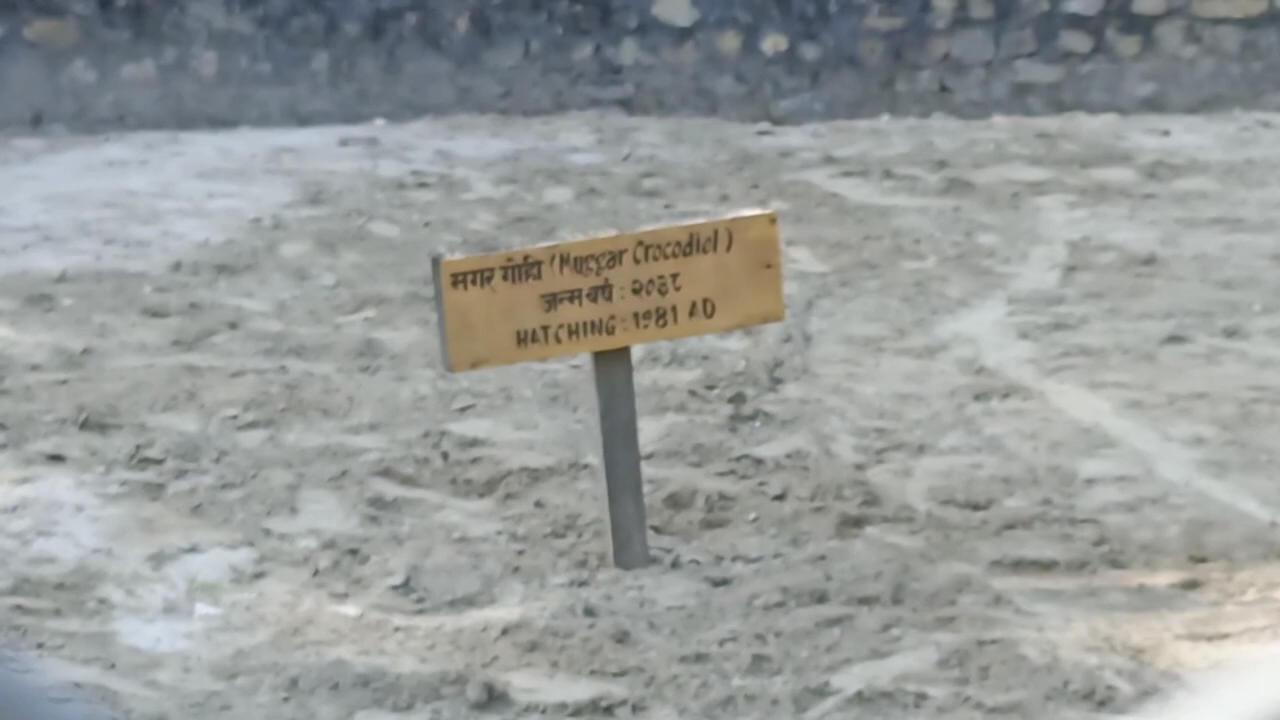 मगर गोही (Muggar Crocodiel)
जन्म वर्ष : २०३८
HATCHING : 1981 AD